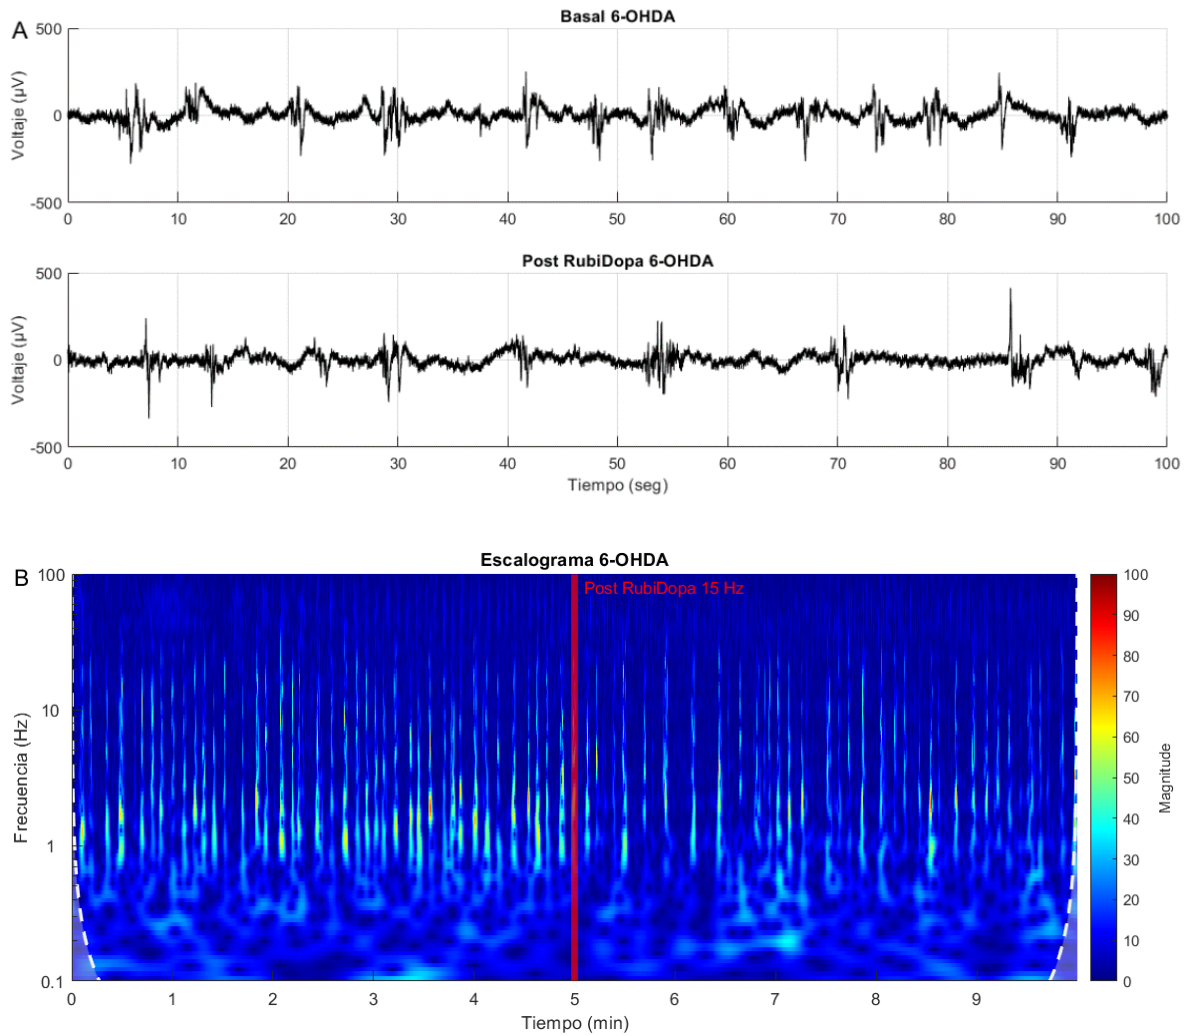 A
Basal 6-OHDA
Voltaje (µV)
500
0
-500
0 10 20 30 40 50 60 70 80 90 100
Post RubiDopa 6-OHDA
Voltaje (µV)
500
0
-500
0 10 20 30 40 50 60 70 80 90 100
Tiempo (seg)
B
Escalograma 6-OHDA
Post RubiDopa 15 Hz
Frecuencia (Hz)
100
10
1
0.1
0 1 2 3 4 5 6 7 8 9
Tiempo (min)
100
90
80
70
60
50
40
30
20
10
0
Magnitude